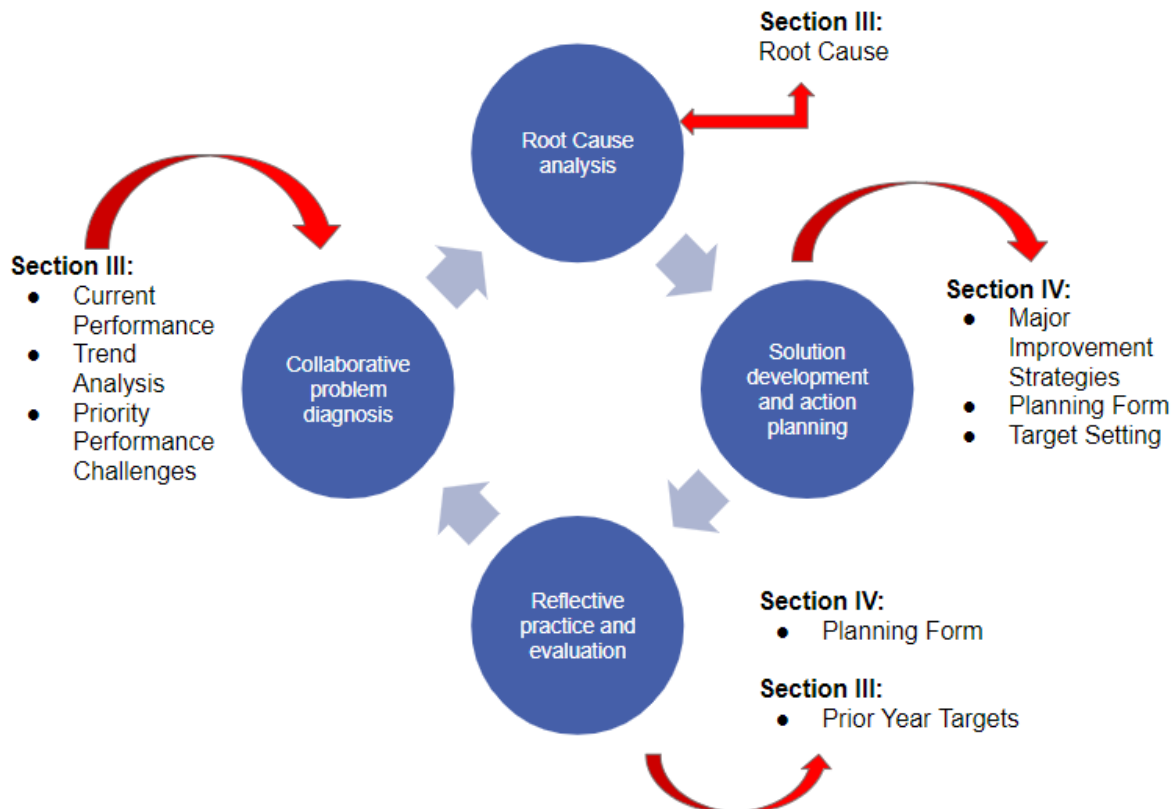 Section III:
Root Cause
Root Cause
analysis
Section III:
● Current
Performance
● Trend
Analysis
● Priority
Performance
Challenges
Collaborative
problem
diagnosis
Solution
development
and action
planning
Section IV:
● Major
Improvement
Strategies
● Planning Form
● Target Setting
Reflective
practice and
evaluation
Section IV:
● Planning Form
Section III:
● Prior Year Targets